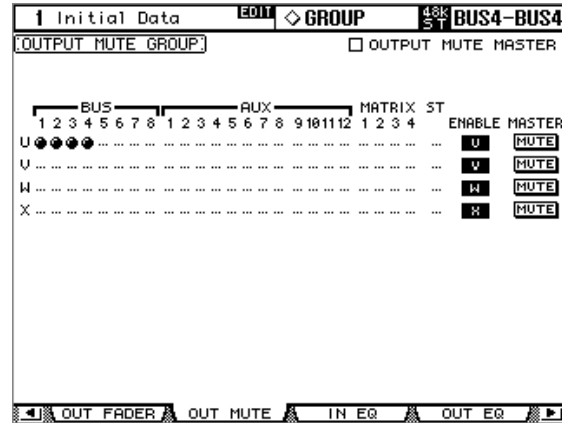 1 Initial Data EDIT ◇ GROUP 48k ST BUS4-BUS4
OUTPUT MUTE GROUP □ OUTPUT MUTE MASTER
BUS AUX MATRIX ST
1 2 3 4 5 6 7 8 1 2 3 4 5 6 7 8 9 10 11 12 1 2 3 4 ENABLE MASTER
U U MUTE
V V MUTE
W W MUTE
X X MUTE
OUT FADER OUT MUTE IN EQ OUT EQ